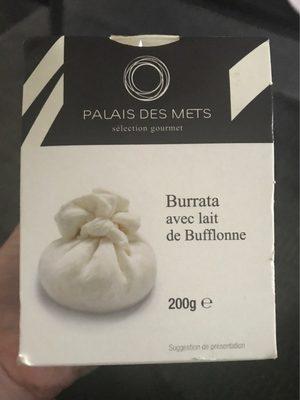 PALAIS DES METS
sélection gourmet
Burrata
avec lait
de Bufflonne
200g ℮
Suggestion de présentation